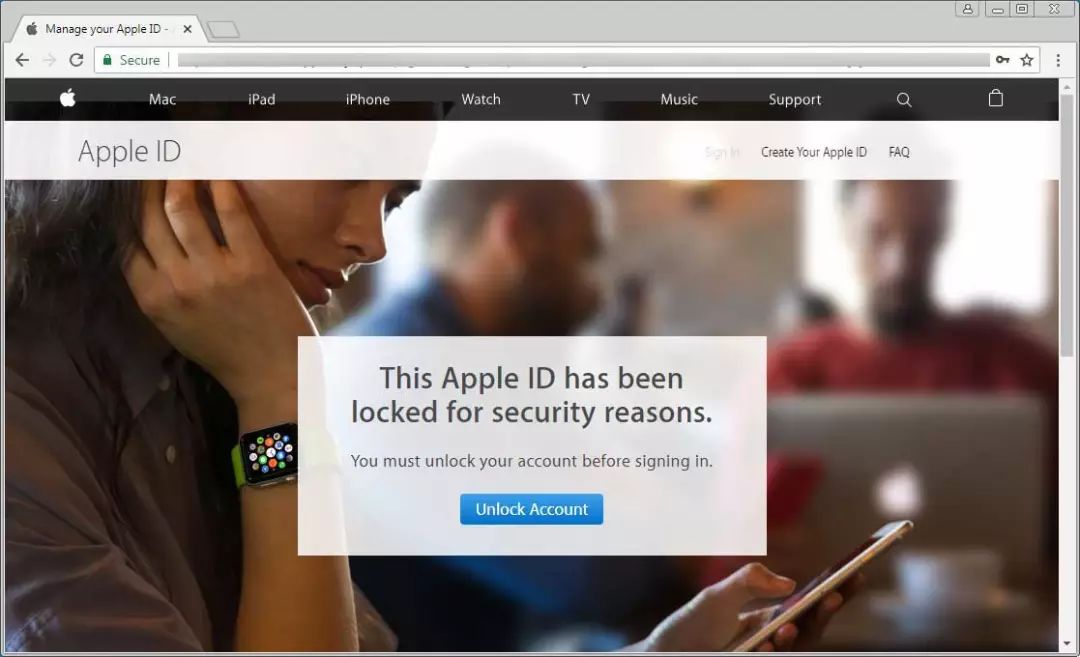 Manage your Apple ID -
Secure
Mac iPad iPhone Watch TV Music Support
Apple ID
Sign In Create Your Apple ID FAQ
This Apple ID has been
locked for security reasons.
You must unlock your account before signing in.
Unlock Account